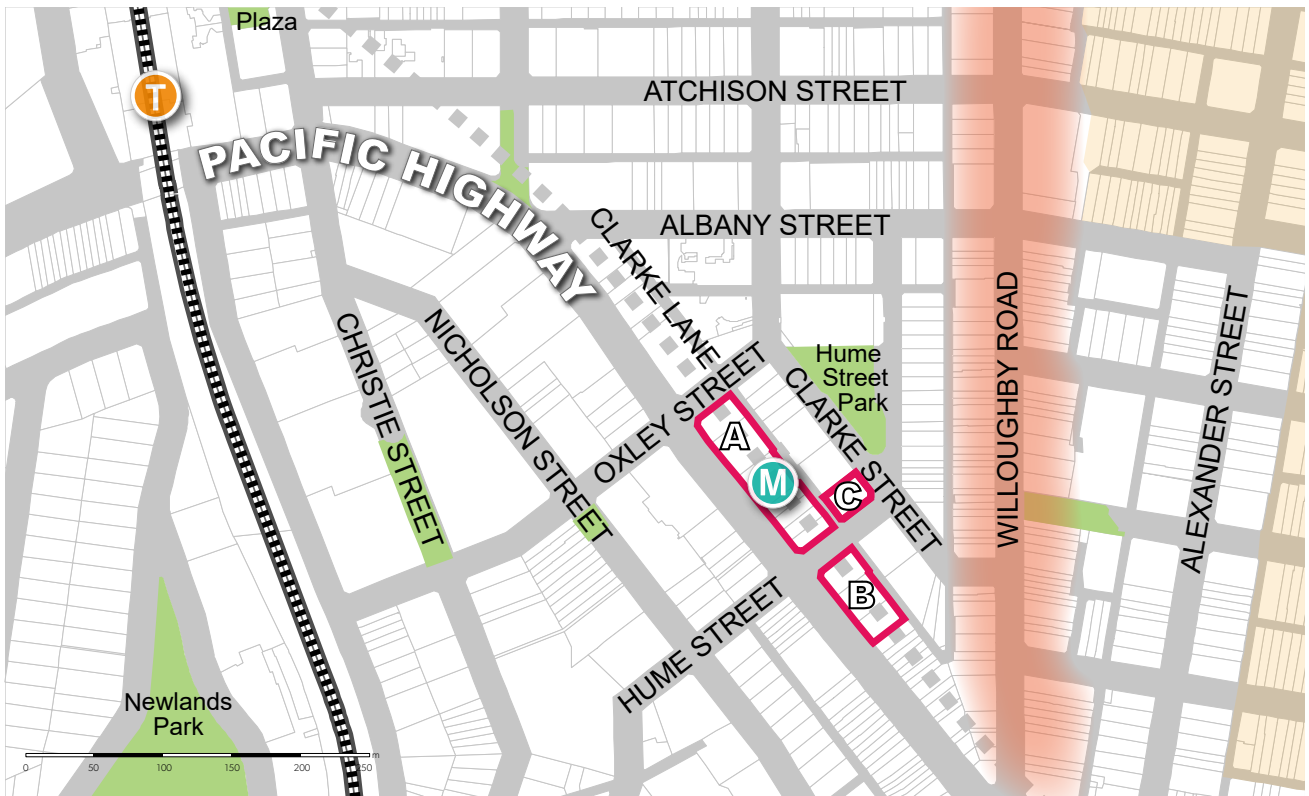 Plaza
T
ATCHISON STREET
PACIFIC HIGHWAY
ALBANY STREET
CLARKE LANE
CHRISTIE STREET
NICHOLSON STREET
OXLEY STREET
Hume
Street
Park
CLARKE STREET
WILLOUGHBY ROAD
ALEXANDER STREET
A
M
C
B
HUME STREET
Newlands
Park
0 50 100 150 200 250 m